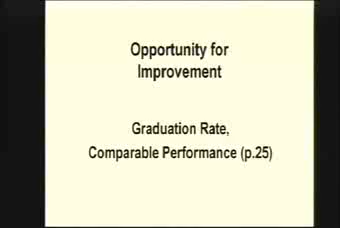 Opportunity for
Improvement
Graduation Rate,
Comparable Performance (p.25)